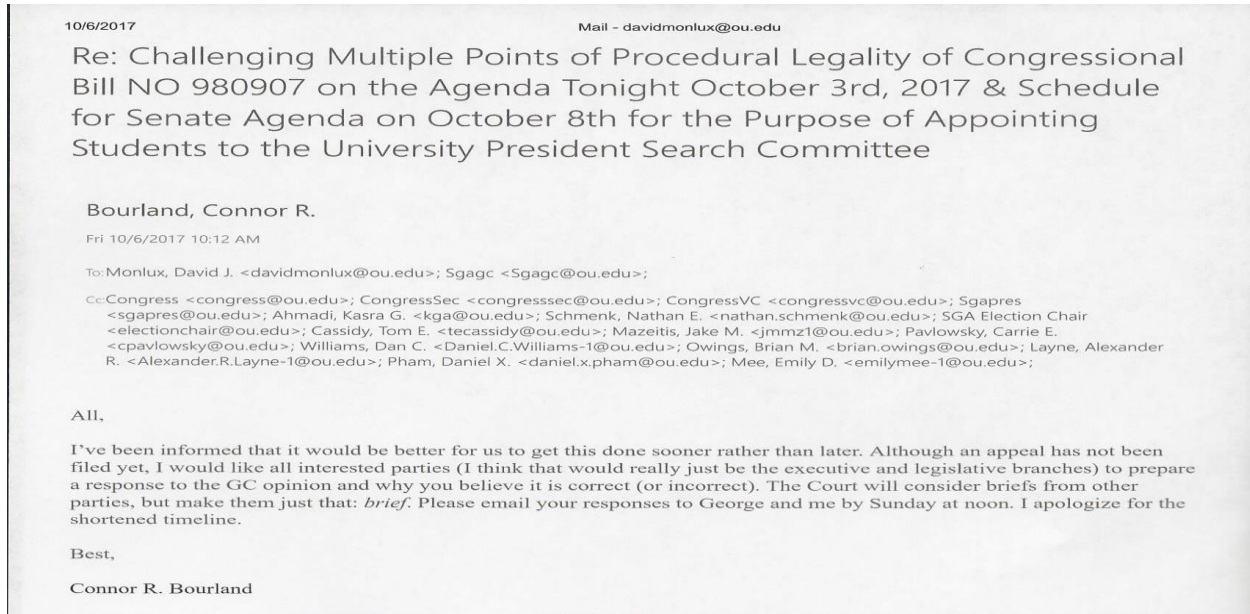 10/6/2017 Mail - davidmonlux@ou.edu
Re: Challenging Multiple Points of Procedural Legality of Congressional
Bill NO 980907 on the Agenda Tonight October 3rd, 2017 & Schedule
for Senate Agenda on October 8th for the Purpose of Appointing
Students to the University President Search Committee
Bourland, Connor R.
Fri 10/6/2017 10:12 AM
To: Monlux, David J. <davidmonlux@ou.edu>; Sgagc <Sgagc@ou.edu>;
Cc: Congress <congress@ou.edu>; CongressSec <congresssec@ou.edu>; CongressVC <congressvc@ou.edu>; Sgapres
<sgapres@ou.edu>; Ahmadi, Kasra G. <kga@ou.edu>; Schmenk, Nathan E. <nathan.schmenk@ou.edu>; SGA Election Chair
<electionchair@ou.edu>; Cassidy, Tom E. <tecassidy@ou.edu>; Mazeitis, Jake M. <jmmz1@ou.edu>; Pavlowsky, Carrie E.
<cpavlowsky@ou.edu>; Williams, Dan C. <Daniel.C.Williams-1@ou.edu>; Owings, Brian M. <brian.owings@ou.edu>; Layne, Alexander
R. <Alexander.R.Layne-1@ou.edu>; Pham, Daniel X. <daniel.x.pham@ou.edu>; Mee, Emily D. <emilymee-1@ou.edu>;
All,
I've been informed that it would be better for us to get this done sooner rather than later. Although an appeal has not been
filed yet, I would like all interested parties (I think that would really just be the executive and legislative branches) to prepare
a response to the GC opinion and why you believe it is correct (or incorrect). The Court will consider briefs from other
parties, but make them just that: brief. Please email your responses to George and me by Sunday at noon. I apologize for the
shortened timeline.
Best,
Connor R. Bourland